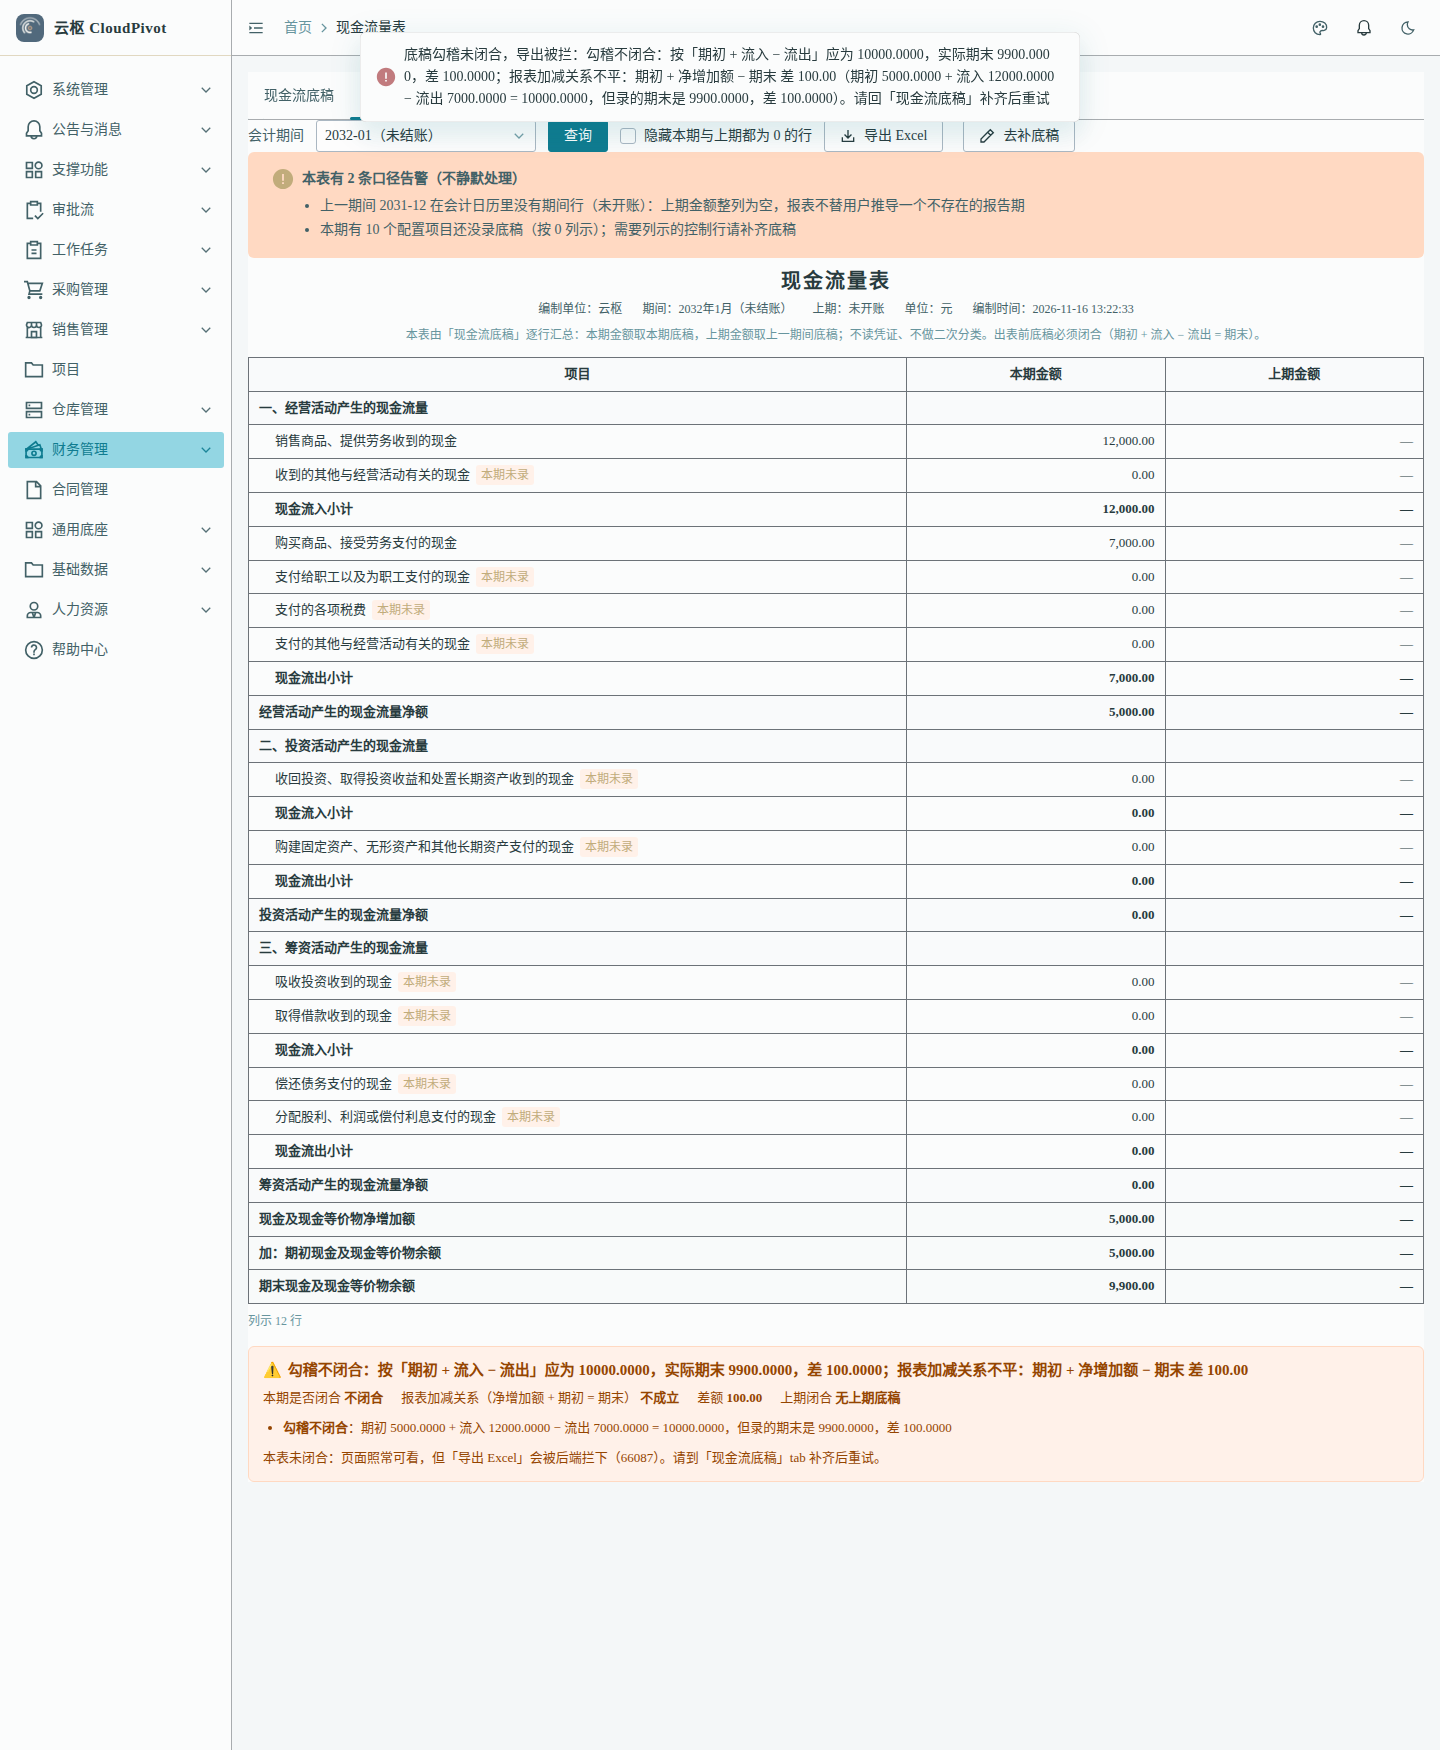 云枢 CloudPivot
首页 > 现金流量表
底稿勾稽未闭合，导出被拦：勾稽不闭合：按「期初 + 流入 − 流出」应为 10000.0000，实际期末 9900.000
0，差 100.0000；报表加减关系不平：期初 + 净增加额 − 期末 差 100.00（期初 5000.0000 + 流入 12000.0000
− 流出 7000.0000 = 10000.0000，但录的期末是 9900.0000，差 100.0000）。请回「现金流底稿」补齐后重试
系统管理
公告与消息
支撑功能
审批流
工作任务
采购管理
销售管理
项目
仓库管理
财务管理
合同管理
通用底座
基础数据
人力资源
帮助中心
现金流底稿
会计期间 2032-01（未结账） 查询 隐藏本期与上期都为 0 的行 导出 Excel 去补底稿
本表有 2 条口径告警（不静默处理）
• 上一期间 2031-12 在会计日历里没有期间行（未开账）：上期金额整列为空，报表不替用户推导一个不存在的报告期
• 本期有 10 个配置项目还没录底稿（按 0 列示）；需要列示的控制行请补齐底稿
现金流量表
编制单位：云枢 期间：2032年1月（未结账） 上期：未开账 单位：元 编制时间：2026-11-16 13:22:33
本表由「现金流底稿」逐行汇总：本期金额取本期底稿，上期金额取上一期间底稿；不读凭证、不做二次分类。出表前底稿必须闭合（期初 + 流入 − 流出 = 期末）。
项目 本期金额 上期金额
一、经营活动产生的现金流量
销售商品、提供劳务收到的现金 12,000.00 —
收到的其他与经营活动有关的现金 本期未录 0.00 —
现金流入小计 12,000.00 —
购买商品、接受劳务支付的现金 7,000.00 —
支付给职工以及为职工支付的现金 本期未录 0.00 —
支付的各项税费 本期未录 0.00 —
支付的其他与经营活动有关的现金 本期未录 0.00 —
现金流出小计 7,000.00 —
经营活动产生的现金流量净额 5,000.00 —
二、投资活动产生的现金流量
收回投资、取得投资收益和处置长期资产收到的现金 本期未录 0.00 —
现金流入小计 0.00 —
购建固定资产、无形资产和其他长期资产支付的现金 本期未录 0.00 —
现金流出小计 0.00 —
投资活动产生的现金流量净额 0.00 —
三、筹资活动产生的现金流量
吸收投资收到的现金 本期未录 0.00 —
取得借款收到的现金 本期未录 0.00 —
现金流入小计 0.00 —
偿还债务支付的现金 本期未录 0.00 —
分配股利、利润或偿付利息支付的现金 本期未录 0.00 —
现金流出小计 0.00 —
筹资活动产生的现金流量净额 0.00 —
现金及现金等价物净增加额 5,000.00 —
加：期初现金及现金等价物余额 5,000.00 —
期末现金及现金等价物余额 9,900.00 —
列示 12 行
⚠️ 勾稽不闭合：按「期初 + 流入 − 流出」应为 10000.0000，实际期末 9900.0000，差 100.0000；报表加减关系不平：期初 + 净增加额 − 期末 差 100.00
本期是否闭合 不闭合 报表加减关系（净增加额 + 期初 = 期末） 不成立 差额 100.00 上期闭合 无上期底稿
• 勾稽不闭合：期初 5000.0000 + 流入 12000.0000 − 流出 7000.0000 = 10000.0000，但录的期末是 9900.0000，差 100.0000
本表未闭合：页面照常可看，但「导出 Excel」会被后端拦下（66087）。请到「现金流底稿」tab 补齐后重试。